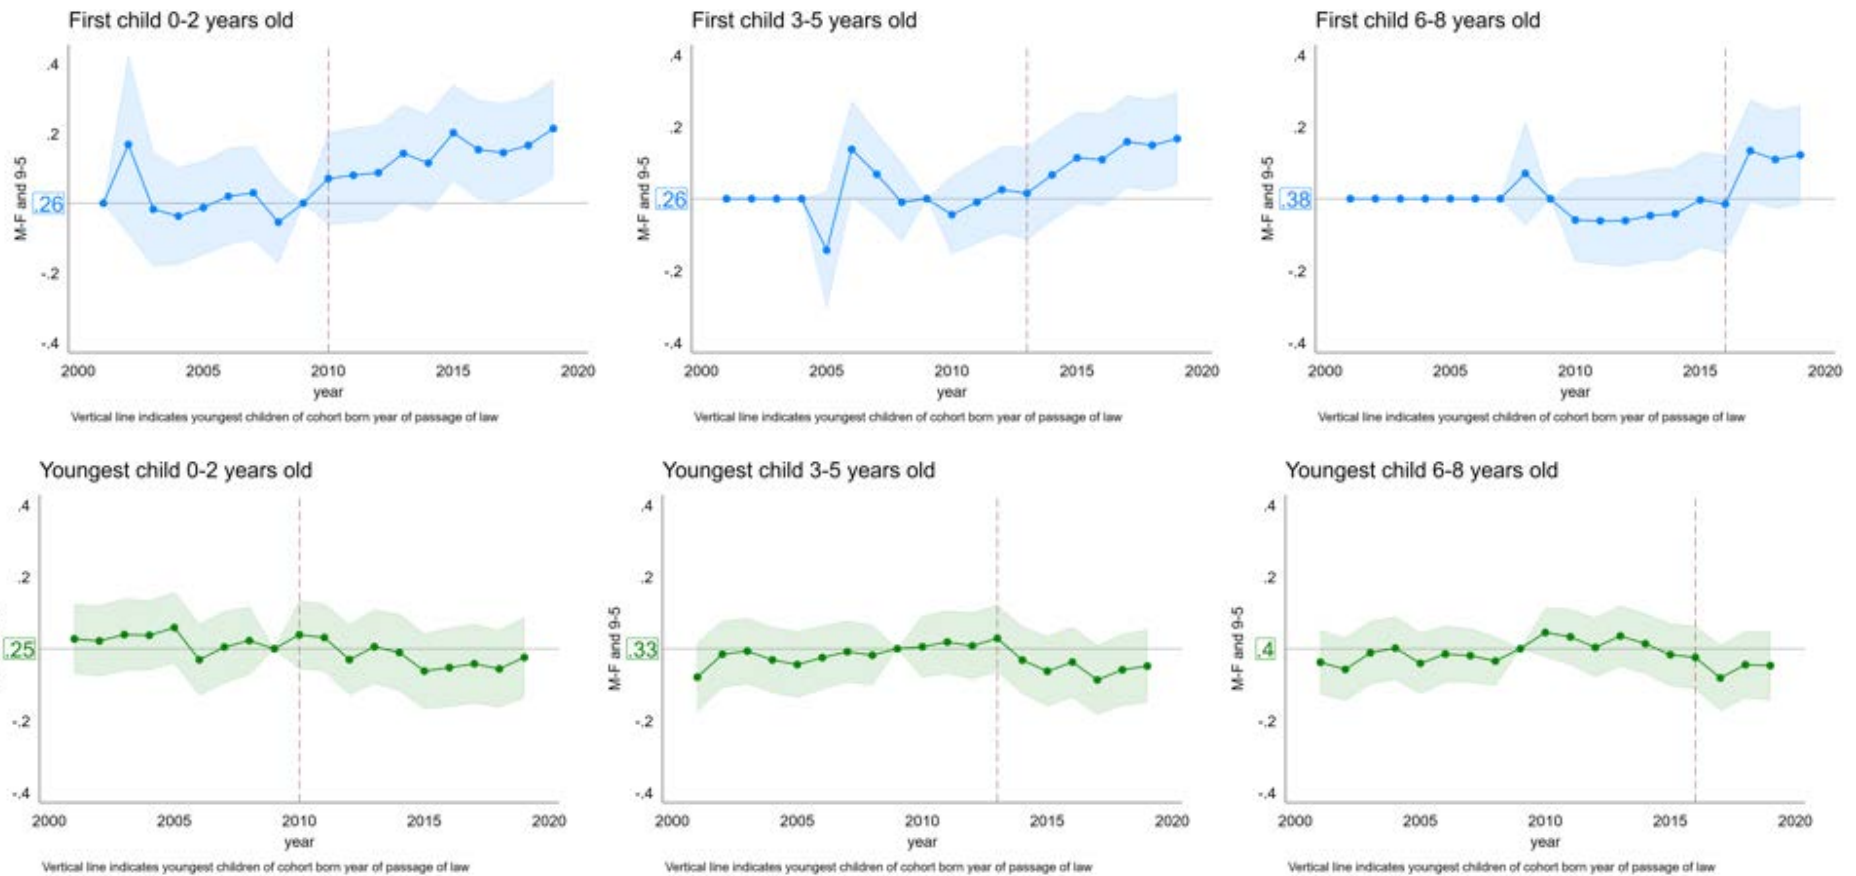 First child 0-2 years old
.4
.2
.26
-.2
-.4
M-F and 9-5
2000 2005 2010 2015 2020
year
Vertical line indicates youngest children of cohort born year of passage of law
First child 3-5 years old
.4
.2
.26
-.2
-.4
M-F and 9-5
2000 2005 2010 2015 2020
year
Vertical line indicates youngest children of cohort born year of passage of law
First child 6-8 years old
.4
.2
.38
-.2
-.4
M-F and 9-5
2000 2005 2010 2015 2020
year
Vertical line indicates youngest children of cohort born year of passage of law
Youngest child 0-2 years old
.4
.2
.25
-.2
-.4
2000 2005 2010 2015 2020
year
Vertical line indicates youngest children of cohort born year of passage of law
Youngest child 3-5 years old
.4
.2
.33
-.2
-.4
M-F and 9-5
2000 2005 2010 2015 2020
year
Vertical line indicates youngest children of cohort born year of passage of law
Youngest child 6-8 years old
.4
.2
.4
-.2
-.4
M-F and 9-5
2000 2005 2010 2015 2020
year
Vertical line indicates youngest children of cohort born year of passage of law